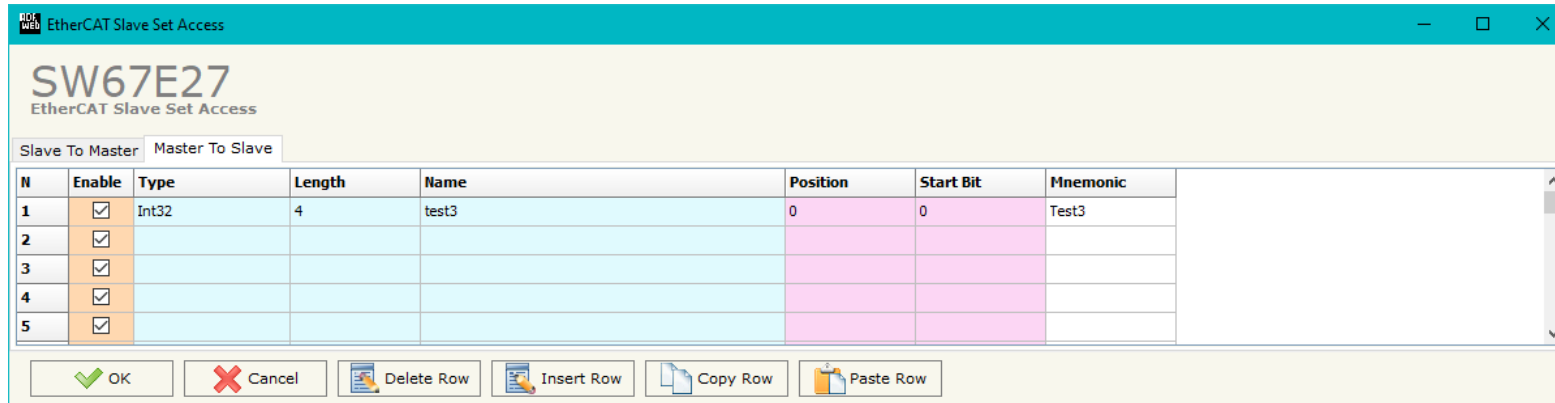 ADF WEB EtherCAT Slave Set Access
SW67E27
EtherCAT Slave Set Access
Slave To Master Master To Slave
N Enable Type Length Name Position Start Bit Mnemonic
1 Int32 4 test3 0 0 Test3
2
3
4
5
OK Cancel Delete Row Insert Row Copy Row Paste Row